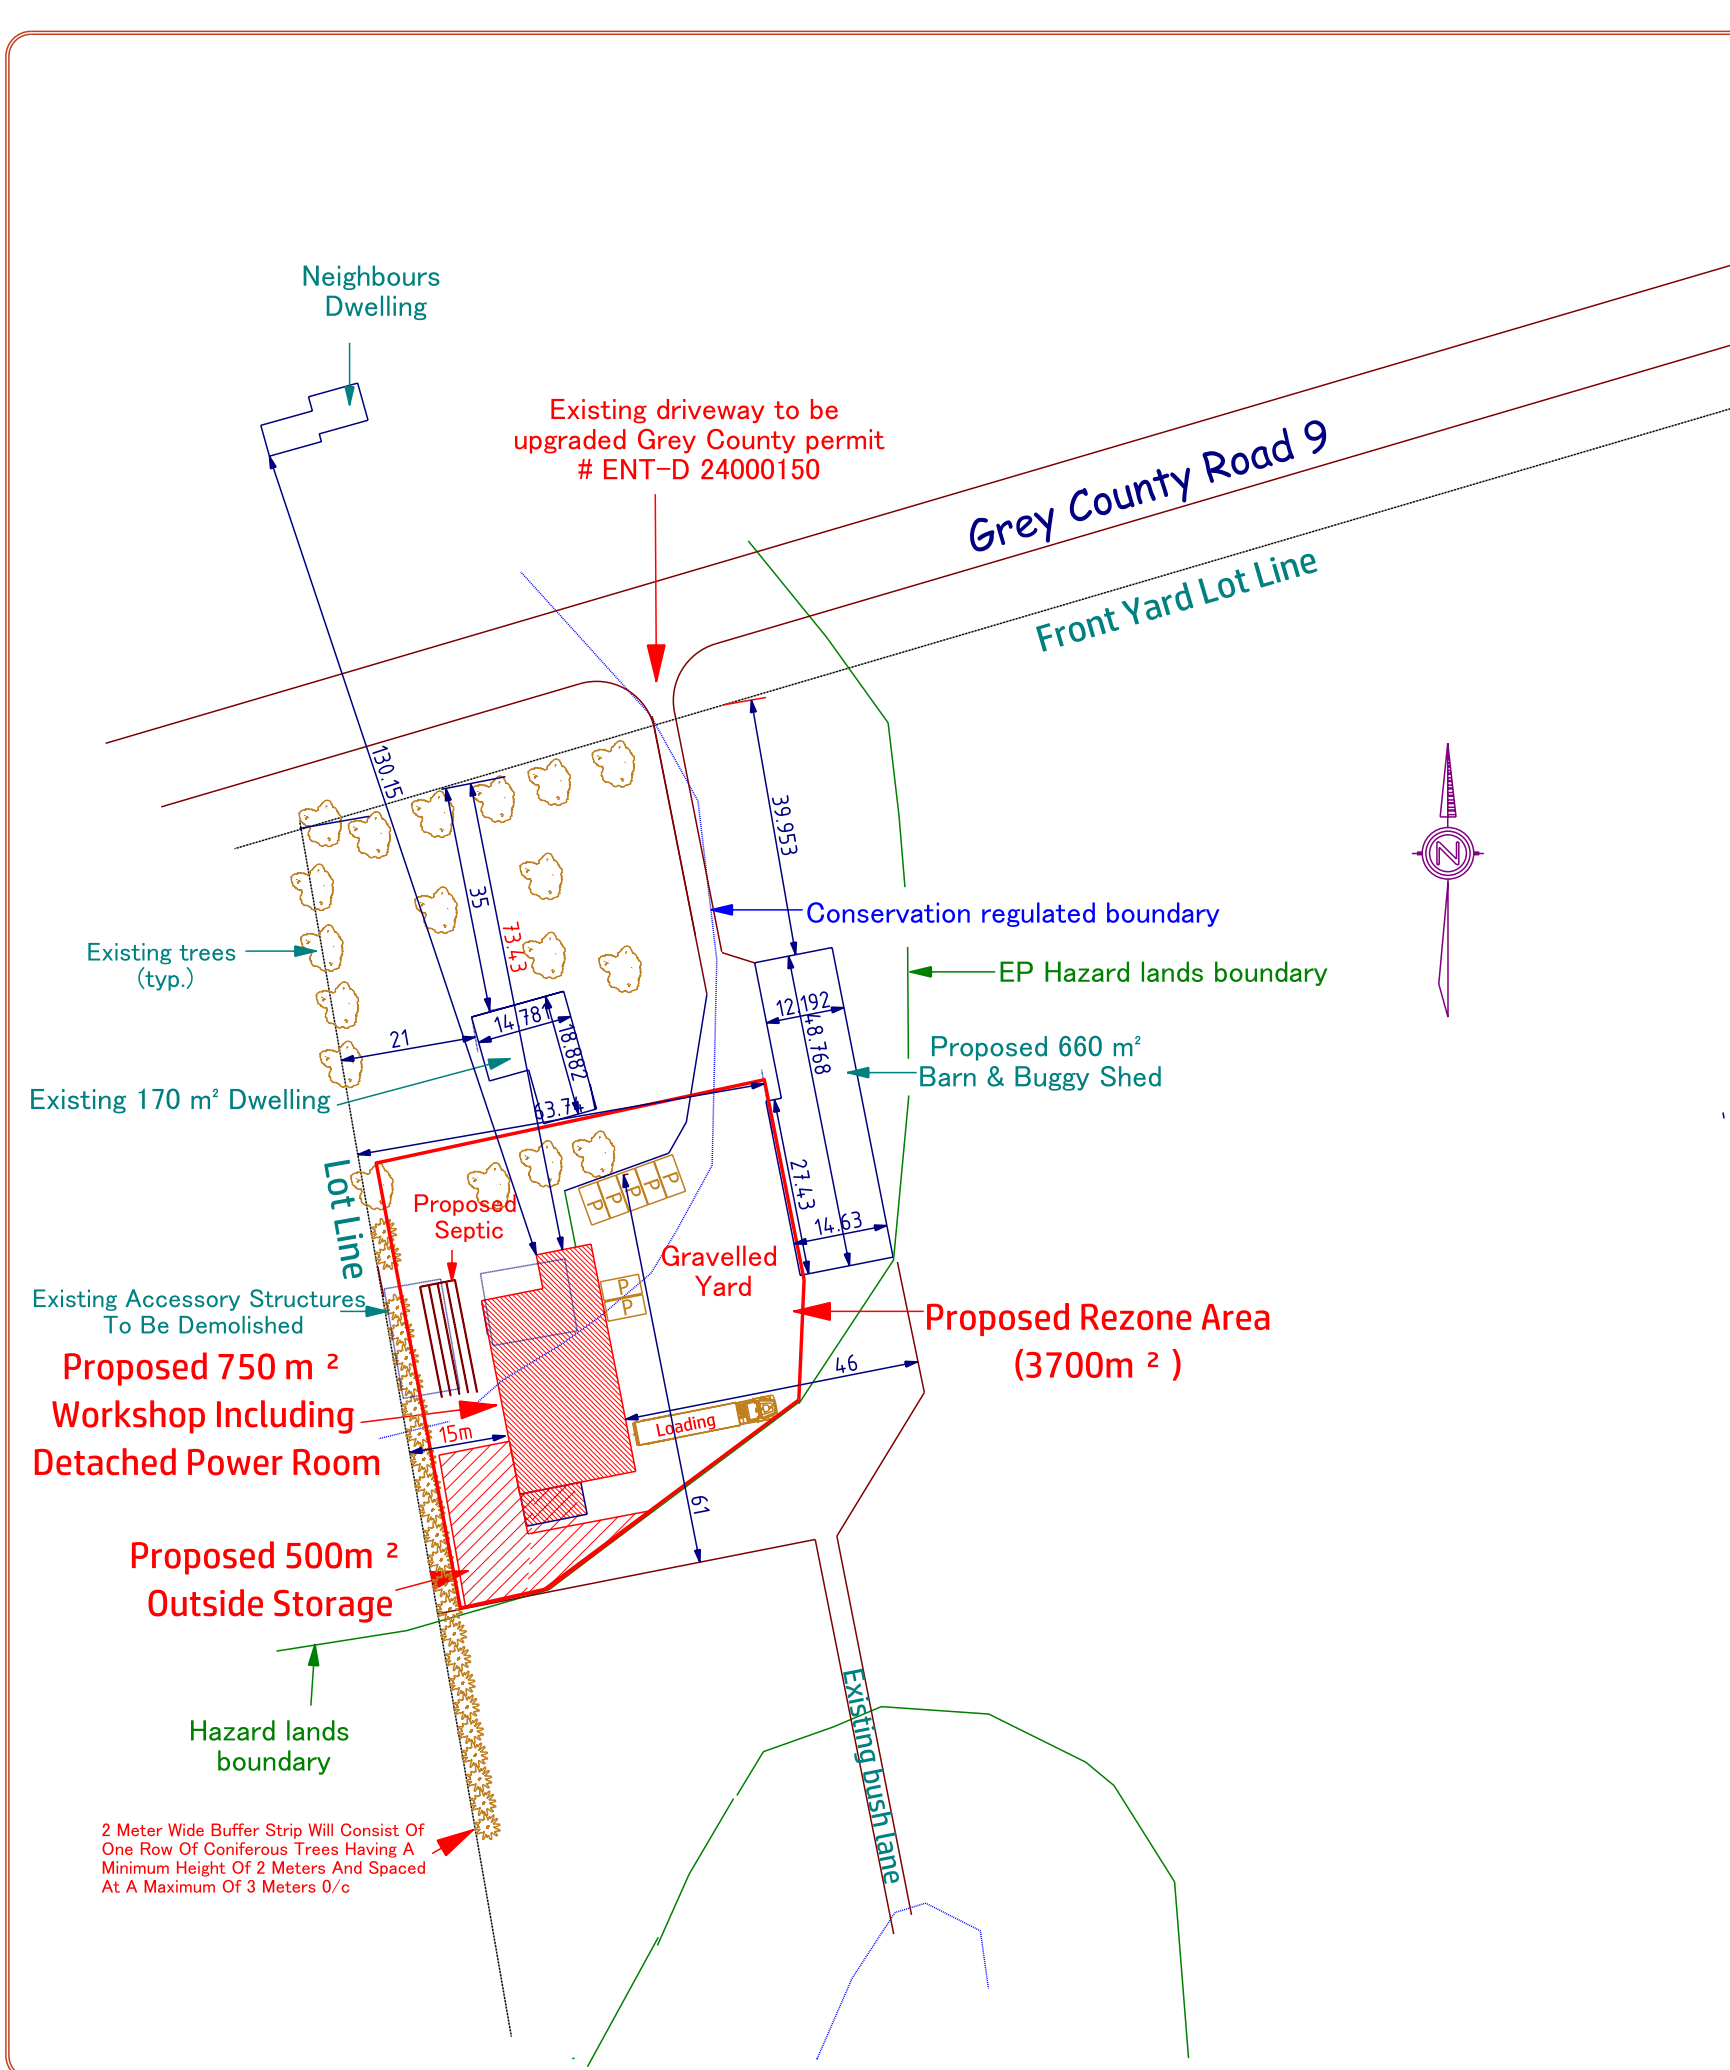 Neighbours
Dwelling
Existing driveway to be
upgraded Grey County permit
# ENT-D 24000150
Grey County Road 9
Front Yard Lot Line
130.15
39.953
35
73.43
Existing trees
(typ.)
Conservation regulated boundary
EP Hazard lands boundary
N
21
14.781
18.882
12.192
48.768
Proposed 660 m²
Barn & Buggy Shed
Existing 170 m² Dwelling
63.74
Lot Line
27.43
14.63
P
P
P
P
P
Proposed
Septic
Gravelled
Yard
P
P
Existing Accessory Structures
To Be Demolished
Proposed Rezone Area
(3700m ² )
Proposed 750 m ²
Workshop Including
Detached Power Room
46
15m
Loading
61
Proposed 500m ²
Outside Storage
Existing bush lane
Hazard lands
boundary
2 Meter Wide Buffer Strip Will Consist Of
One Row Of Coniferous Trees Having A
Minimum Height Of 2 Meters And Spaced
At A Maximum Of 3 Meters 0/c